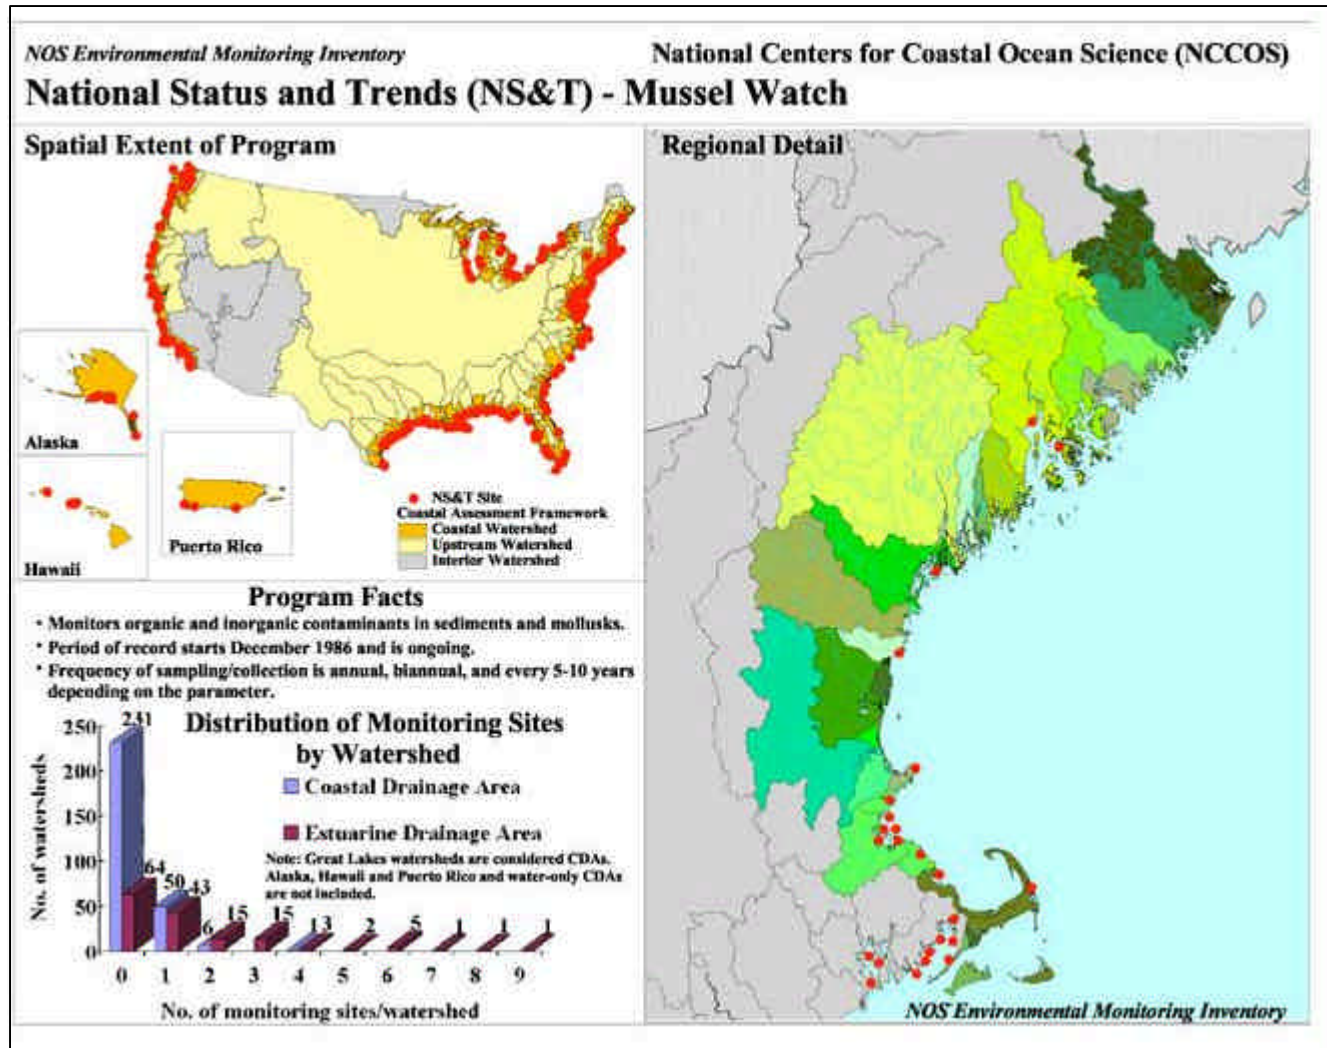 NOS Environmental Monitoring Inventory
National Centers for Coastal Ocean Science (NCCOS)
National Status and Trends (NS&T) - Mussel Watch
Spatial Extent of Program
Alaska
Hawaii
Puerto Rico
NS&T Site
Coastal Assessment Framework
Coastal Watershed
Upstream Watershed
Interior Watershed
Program Facts
• Monitors organic and inorganic contaminants in sediments and mollusks.
• Period of record starts December 1986 and is ongoing.
• Frequency of sampling/collection is annual, biannual, and every 5-10 years
depending on the parameter.
Distribution of Monitoring Sites
by Watershed
Coastal Drainage Area
Estuarine Drainage Area
Note: Great Lakes watersheds are considered CDAs.
Alaska, Hawaii and Puerto Rico and water-only CDAs
are not included.
No. of watersheds
250
200
150
100
50
0
231
64
50
43
6
15
15
1
3
2
5
1
1
1
0 1 2 3 4 5 6 7 8 9
No. of monitoring sites/watershed
Regional Detail
NOS Environmental Monitoring Inventory